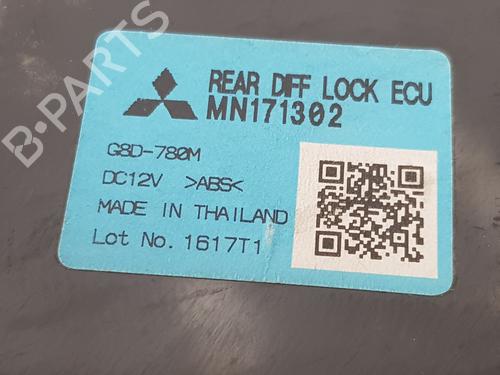 B-PARTS
REAR DIFF LOCK ECU
MN171302
G8D-780M
DC12V >ABS<
MADE IN THAILAND
Lot No. 1617T1